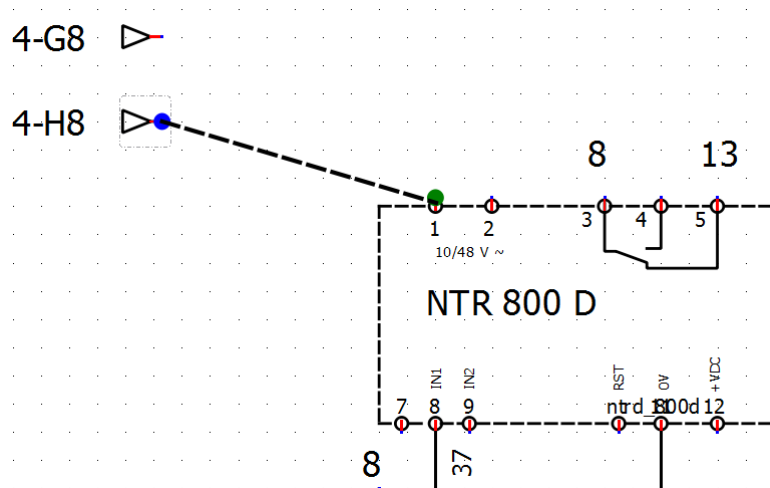 4-G8
4-H8
8 13
1 2 3 4 5
10/48 V ~
NTR 800 D
IN1 IN2 RST 0V +VDC
7 8 9 12
8 37